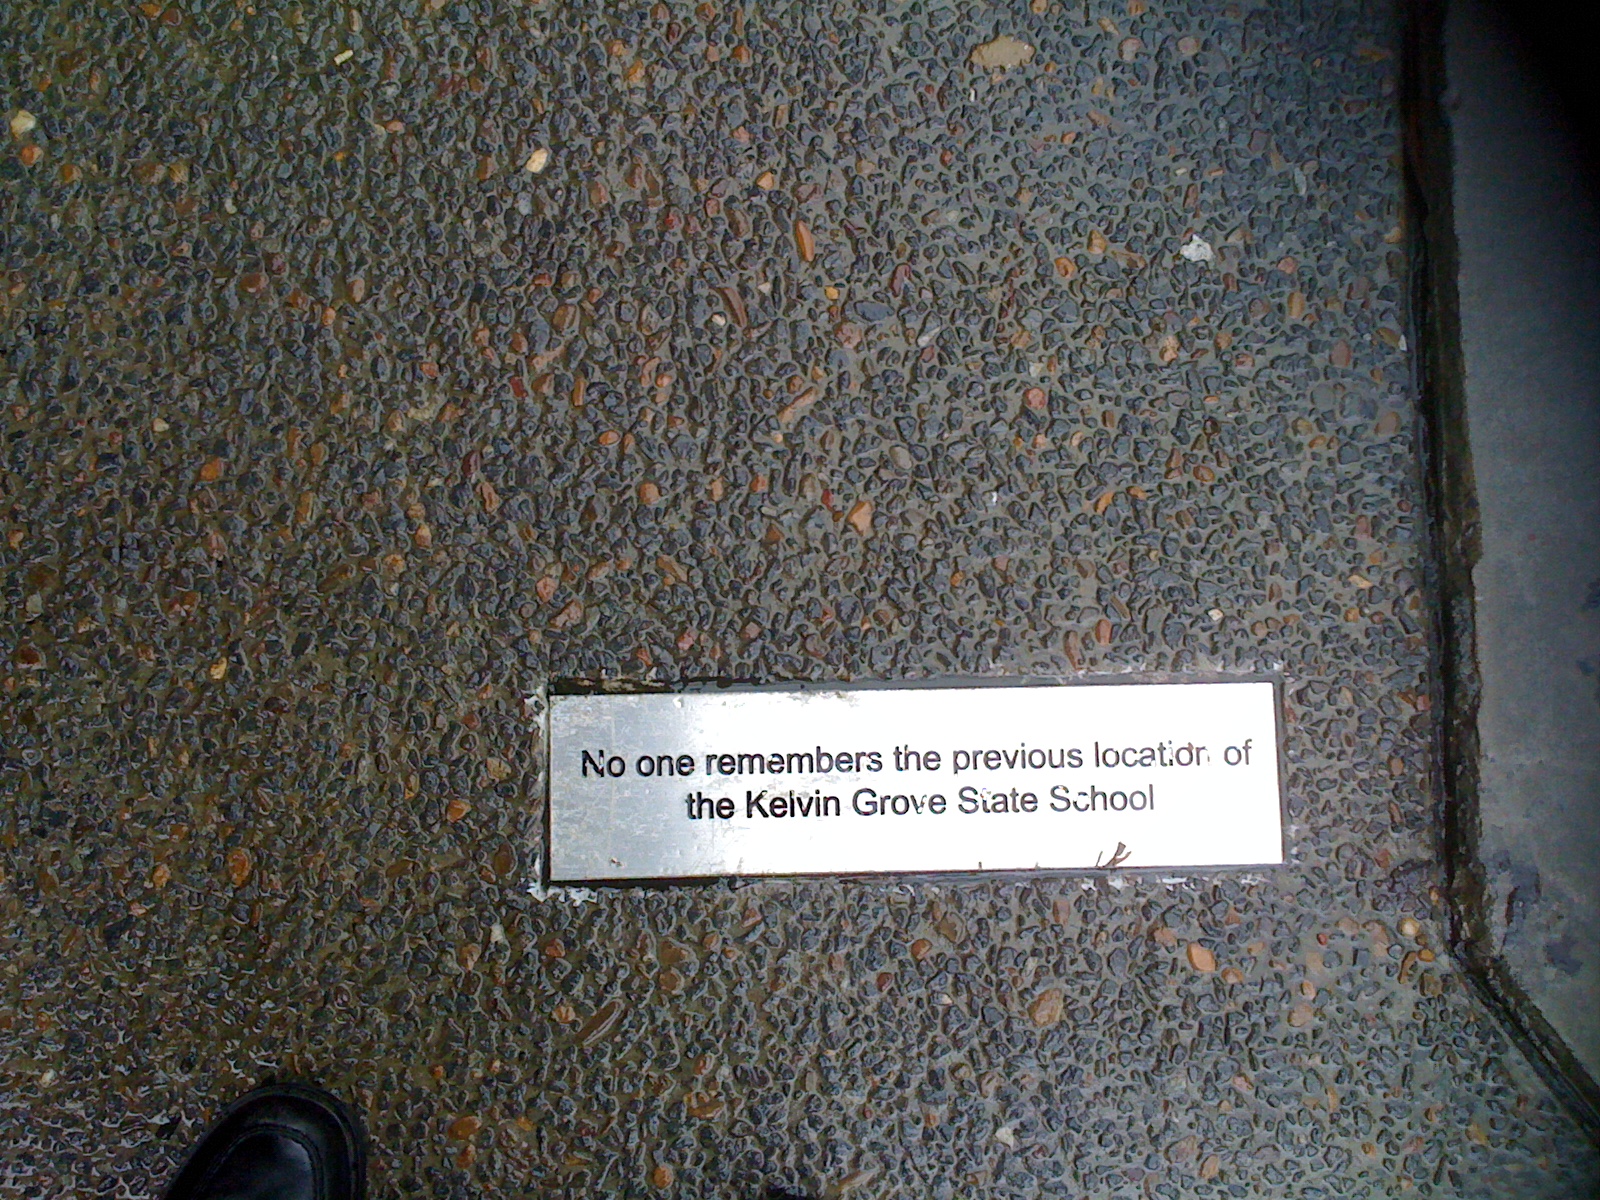 No one remembers the previous location of
the Kelvin Grove State School